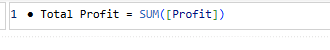 1 • Total Profit = SUM([Profit])